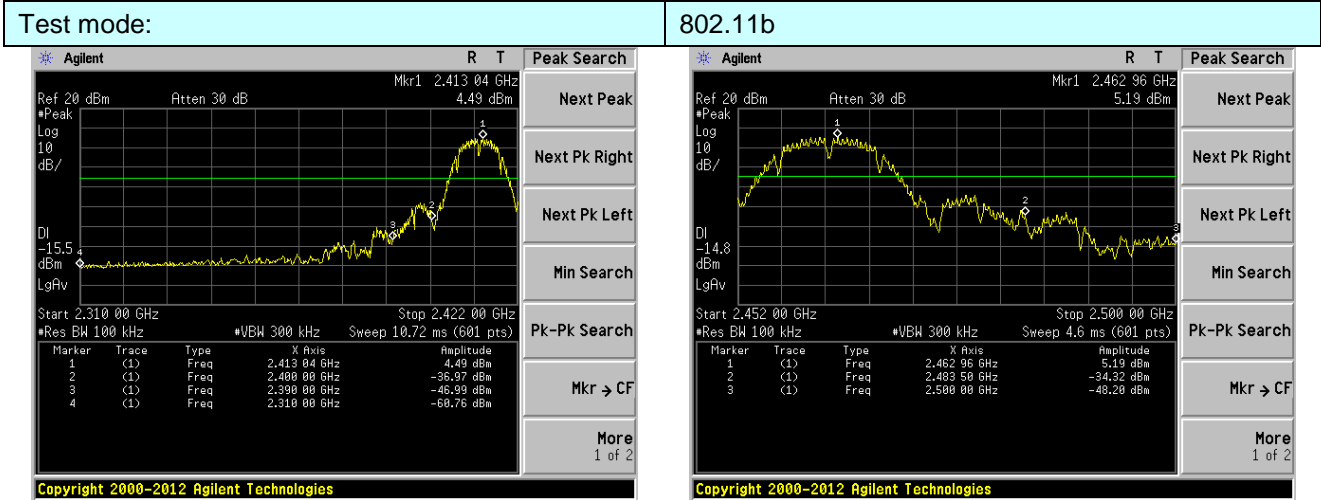 Test mode: 802.11b
Agilent R T Peak Search
Mkr1 2.413 04 GHz
Ref 20 dBm Atten 30 dB 4.49 dBm
#Peak
Log
10
dB/
1
2
3
4
DI
-15.5
dBm
LgAv
Start 2.310 00 GHz Stop 2.422 00 GHz
#Res BW 100 kHz #VBW 300 kHz Sweep 10.72 ms (601 pts)
Marker Trace Type X Axis Amplitude
1 (1) Freq 2.413 04 GHz 4.49 dBm
2 (1) Freq 2.400 00 GHz -36.97 dBm
3 (1) Freq 2.390 00 GHz -46.99 dBm
4 (1) Freq 2.310 00 GHz -60.76 dBm
Next Peak
Next Pk Right
Next Pk Left
Min Search
Pk-Pk Search
Mkr → CF
More
1 of 2
Copyright 2000-2012 Agilent Technologies
Agilent R T Peak Search
Mkr1 2.462 96 GHz
Ref 20 dBm Atten 30 dB 5.19 dBm
#Peak
Log
10
dB/
1
2
3
DI
-14.8
dBm
LgAv
Start 2.452 00 GHz Stop 2.500 00 GHz
#Res BW 100 kHz #VBW 300 kHz Sweep 4.6 ms (601 pts)
Marker Trace Type X Axis Amplitude
1 (1) Freq 2.462 96 GHz 5.19 dBm
2 (1) Freq 2.483 50 GHz -34.32 dBm
3 (1) Freq 2.500 00 GHz -48.20 dBm
Next Peak
Next Pk Right
Next Pk Left
Min Search
Pk-Pk Search
Mkr → CF
More
1 of 2
Copyright 2000-2012 Agilent Technologies